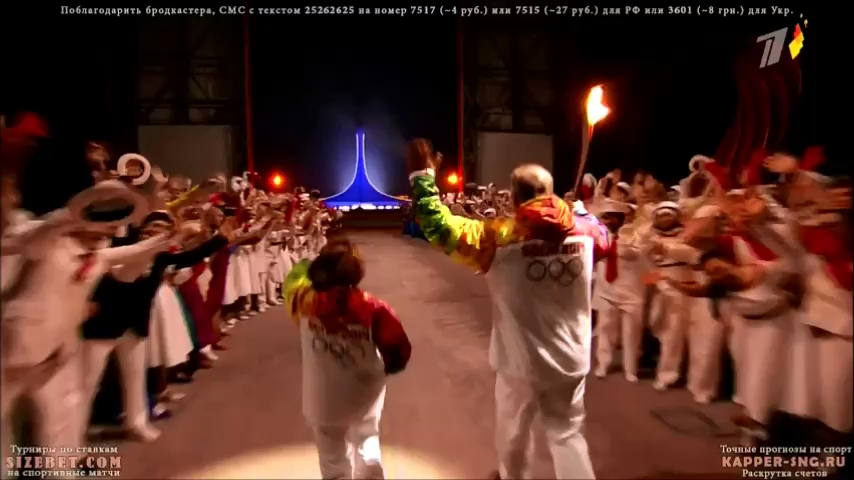 Поблагодарить бродкастера, СМС с текстом 25262625 на номер 7517 (~4 руб.) или 7515 (~27 руб.) для РФ или 3601 (~8 грн.) для Укр.
Турниры по ставкам
SIZEBET.COM
на спортивные матчи
Точные прогнозы на спорт
KAPPER-SNG.RU
Раскрутка счетов